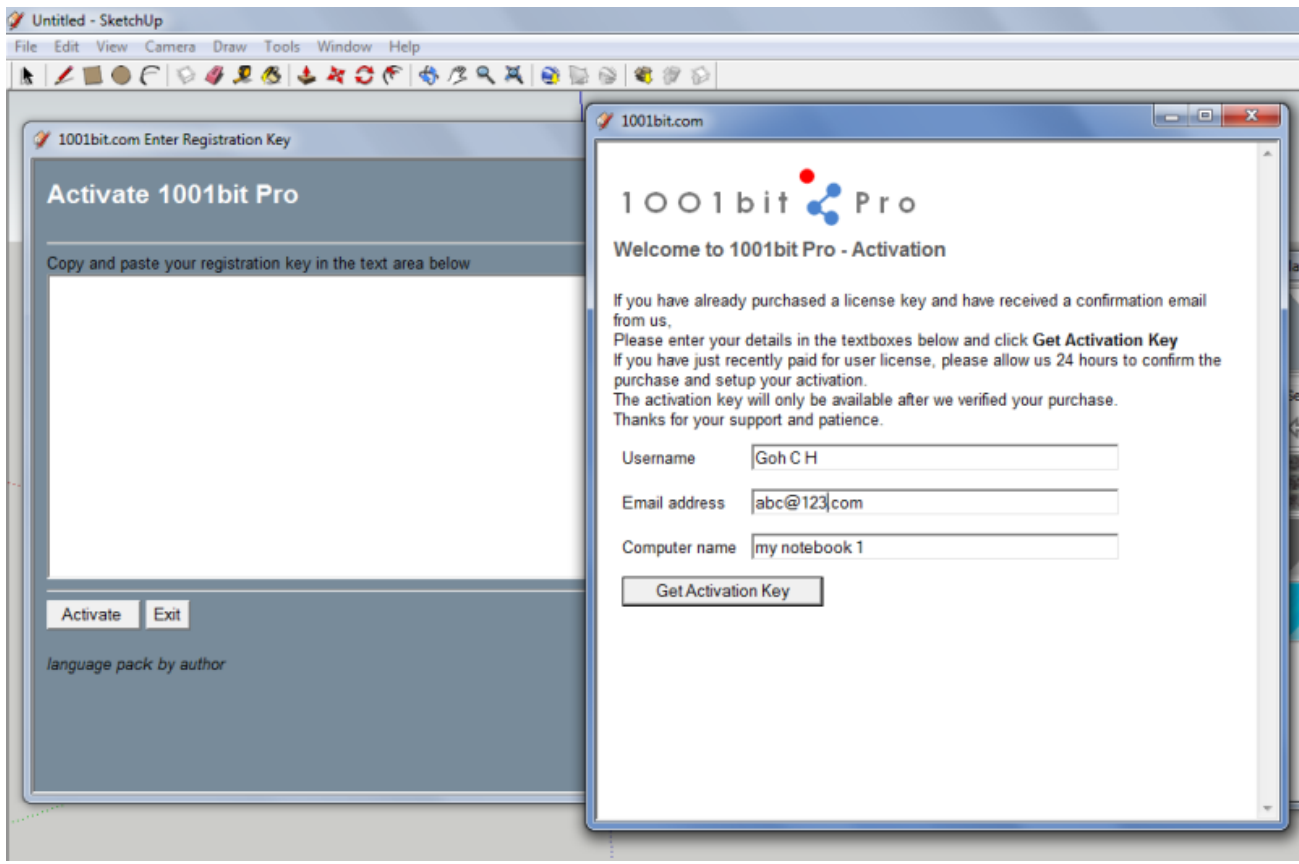 Untitled - SketchUp
File Edit View Camera Draw Tools Window Help
1001bit.com Enter Registration Key
Activate 1001bit Pro
Copy and paste your registration key in the text area below
Activate Exit
language pack by author
1001bit.com
1001bit Pro
Welcome to 1001bit Pro - Activation
If you have already purchased a license key and have received a confirmation email
from us,
Please enter your details in the textboxes below and click Get Activation Key
If you have just recently paid for user license, please allow us 24 hours to confirm the
purchase and setup your activation.
The activation key will only be available after we verified your purchase.
Thanks for your support and patience.
Username Goh C H
Email address abc@123.com
Computer name my notebook 1
Get Activation Key